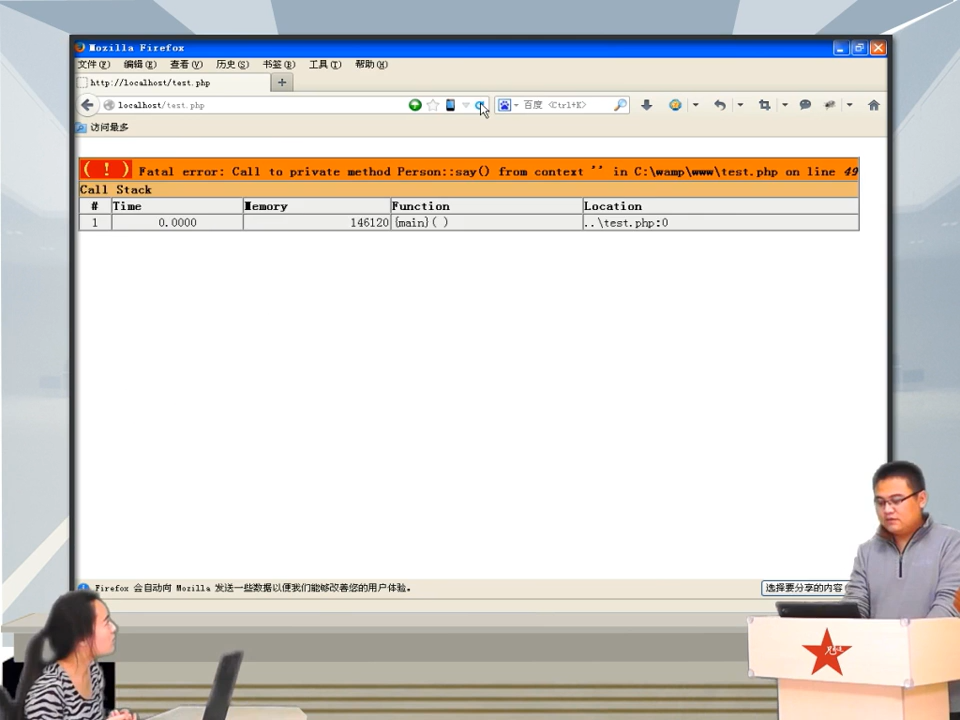 Mozilla Firefox
文件(F) 编辑(E) 查看(V) 历史(S) 书签(B) 工具(T) 帮助(H)
http://localhost/test.php +
localhost/test.php 百度 <Ctrl+K>
访问最多
( ! ) Fatal error: Call to private method Person::say() from context '' in C:\wamp\www\test.php on line 49
Call Stack
# Time Memory Function Location
1 0.0000 146120 {main}( ) ..\test.php:0
Firefox 会自动向 Mozilla 发送一些数据以便我们能够改善您的用户体验。 选择要分享的内容